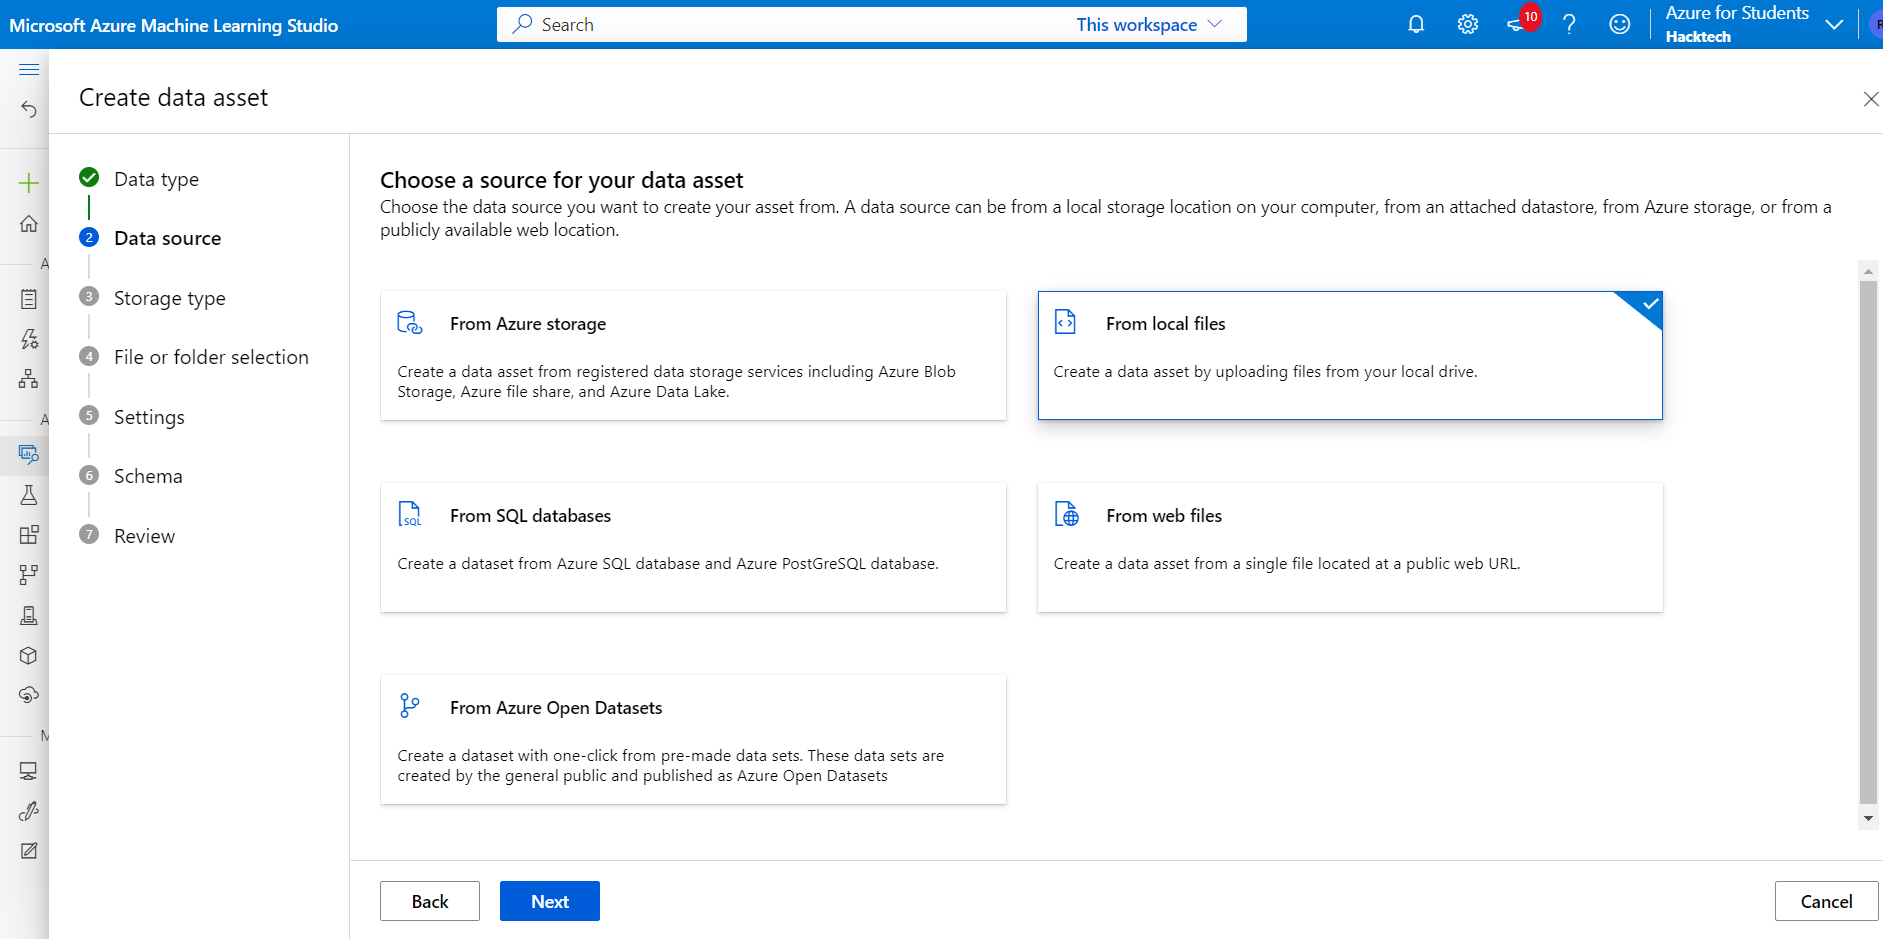 Microsoft Azure Machine Learning Studio
Search
This workspace
10
Azure for Students
Hacktech
R
Create data asset
A
A
M
Data type
2 Data source
3 Storage type
4 File or folder selection
5 Settings
6 Schema
7 Review
Choose a source for your data asset
Choose the data source you want to create your asset from. A data source can be from a local storage location on your computer, from an attached datastore, from Azure storage, or from a
publicly available web location.
From Azure storage
Create a data asset from registered data storage services including Azure Blob
Storage, Azure file share, and Azure Data Lake.
From local files
Create a data asset by uploading files from your local drive.
SQL
From SQL databases
Create a dataset from Azure SQL database and Azure PostGreSQL database.
From web files
Create a data asset from a single file located at a public web URL.
From Azure Open Datasets
Create a dataset with one-click from pre-made data sets. These data sets are
created by the general public and published as Azure Open Datasets
Back
Next
Cancel